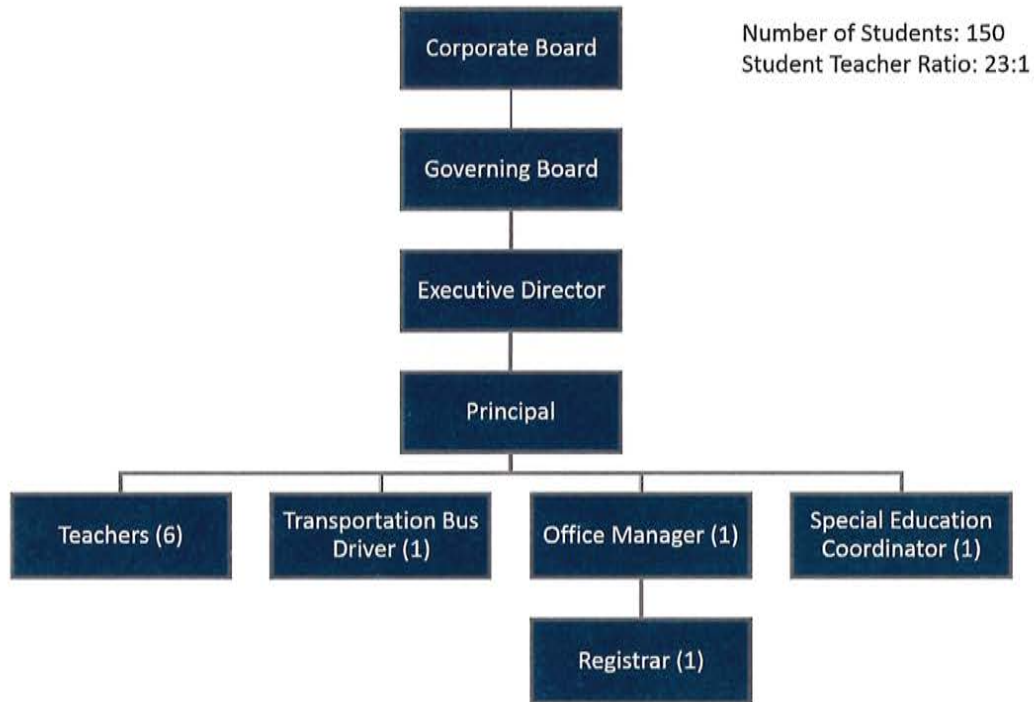 Corporate Board
Number of Students: 150
Student Teacher Ratio: 23:1
Governing Board
Executive Director
Principal
Teachers (6)
Transportation Bus
Driver (1)
Office Manager (1)
Special Education
Coordinator (1)
Registrar (1)